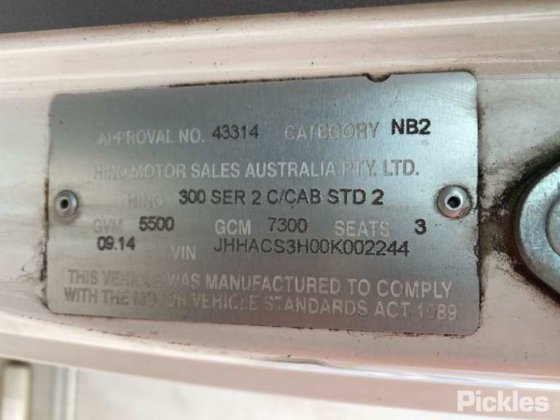 APPROVAL NO. 43314 CATEGORY NB2
HINO MOTOR SALES AUSTRALIA PTY. LTD.
HINO 300 SER 2 C/CAB STD 2
GVM 5500 GCM 7300 SEATS 3
09.14 VIN JHHACS3H00K002244
THIS VEHICLE WAS MANUFACTURED TO COMPLY
WITH THE MOTOR VEHICLE STANDARDS ACT 1989
Pickles